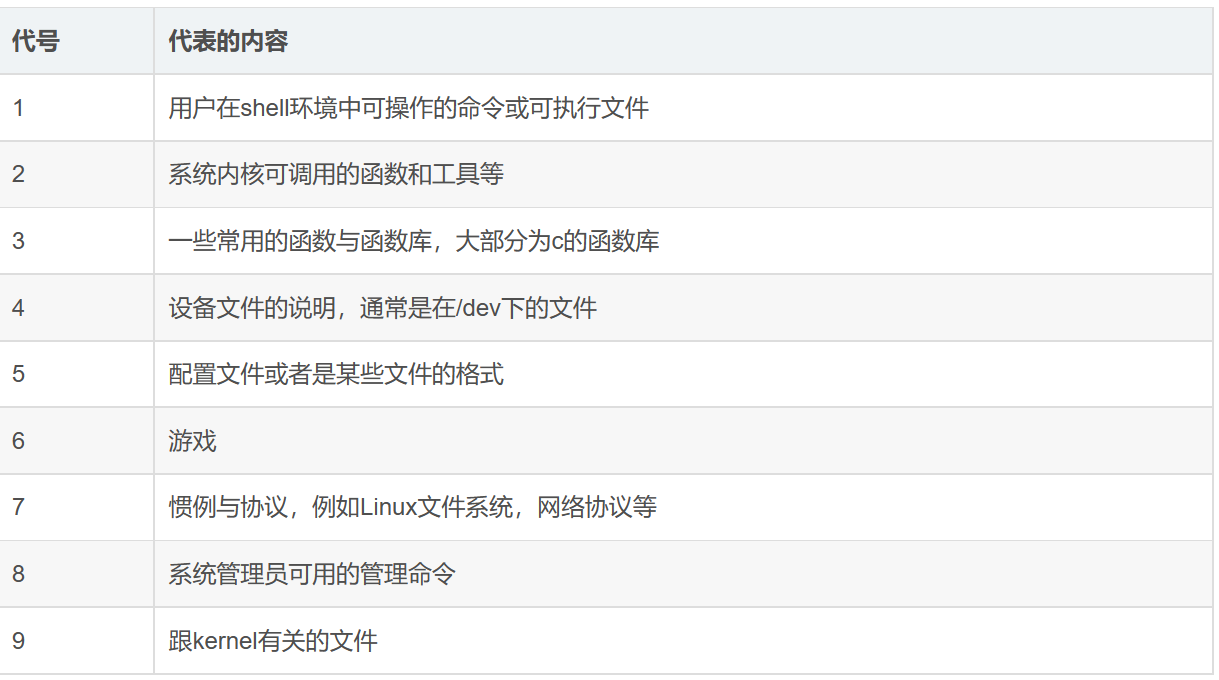 代号 代表的内容
1 用户在shell环境中可操作的命令或可执行文件
2 系统内核可调用的函数和工具等
3 一些常用的函数与函数库，大部分为c的函数库
4 设备文件的说明，通常是在/dev下的文件
5 配置文件或者是某些文件的格式
6 游戏
7 惯例与协议，例如Linux文件系统，网络协议等
8 系统管理员可用的管理命令
9 跟kernel有关的文件